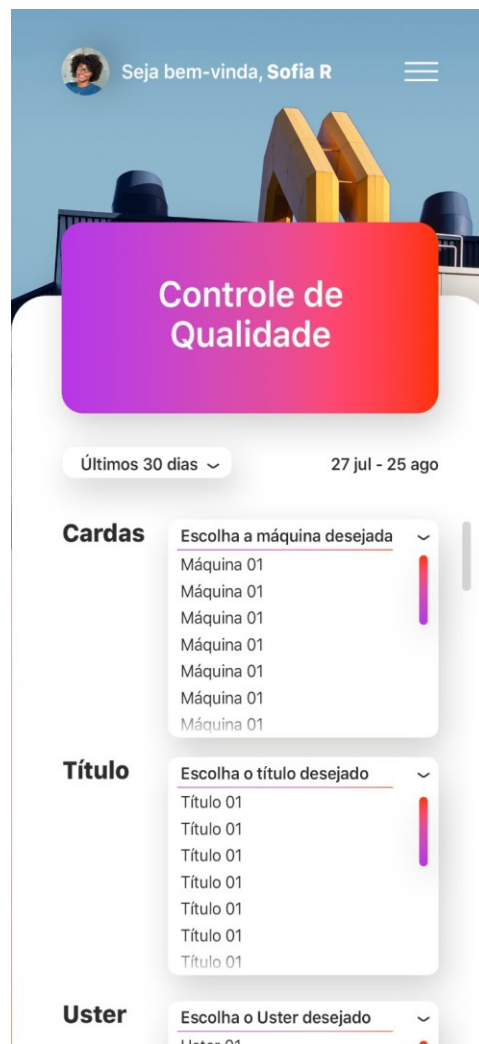 Seja bem-vinda, Sofia R
Controle de
Qualidade
Últimos 30 dias
27 jul - 25 ago
Cardas
Escolha a máquina desejada
Máquina 01
Máquina 01
Máquina 01
Máquina 01
Máquina 01
Máquina 01
Máquina 01
Título
Escolha o título desejado
Título 01
Título 01
Título 01
Título 01
Título 01
Título 01
Título 01
Uster
Escolha o Uster desejado
Uster 01